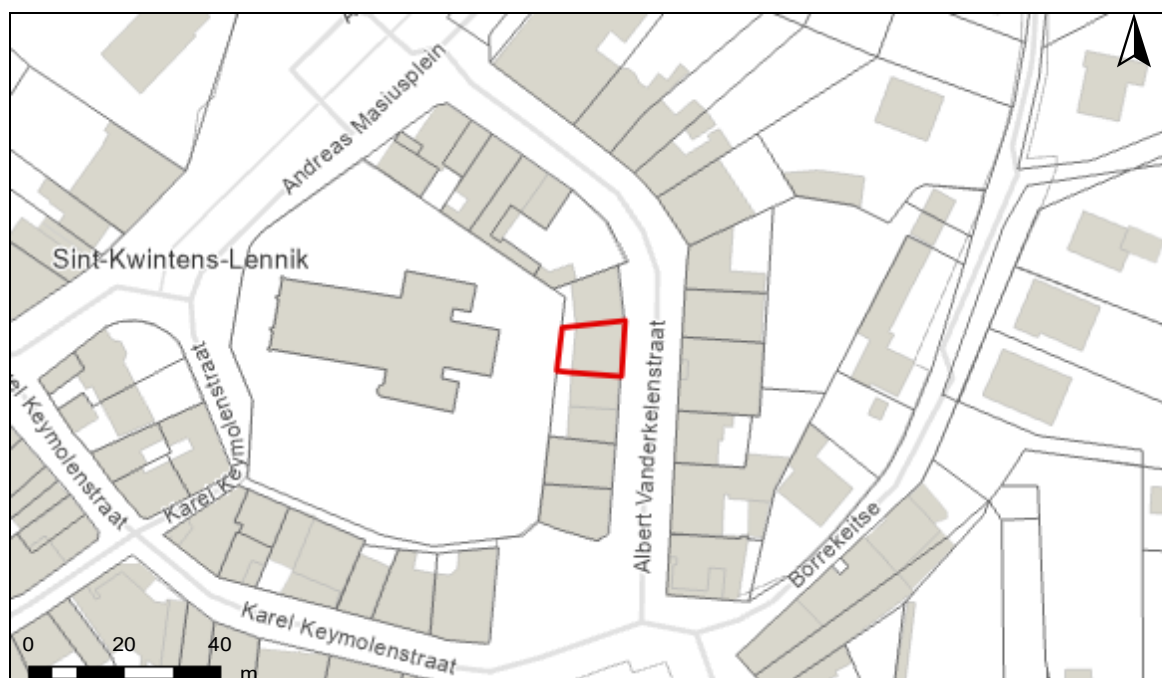 Andreas Masiusplein
Sint-Kwintens-Lennik
Karel Keymolenstraat
Karel Keymolenstraat
Albert Vanderkelenstraat
Borrekeitse
Karel Keymolenstraat
0 20 40
m